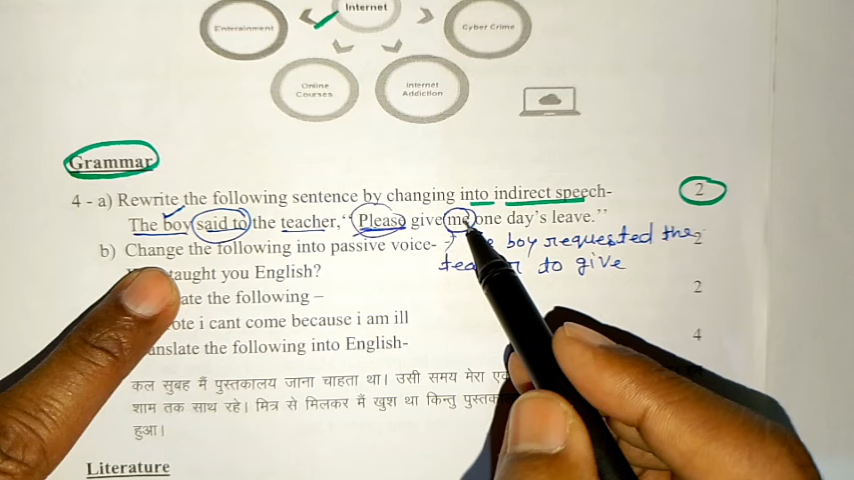 Internet
Entertainment
Cyber Crime
Online
Courses
Internet
Addiction
Grammar
4 - a) Rewrite the following sentence by changing into indirect speech- 2
The boy said to the teacher,"Please give me one day's leave."
b) Change the following into passive voice- 2
boy requested the
to give
taught you English?
ate the following – 2
ote i cant come because i am ill
anslate the following into English- 4
कल सुबह मैं पुस्तकालय जाना चाहता था। उसी समय मेरा
शाम तक साथ रहे। मित्र से मिलकर मैं खुश था किन्तु
हुआ।
Literature